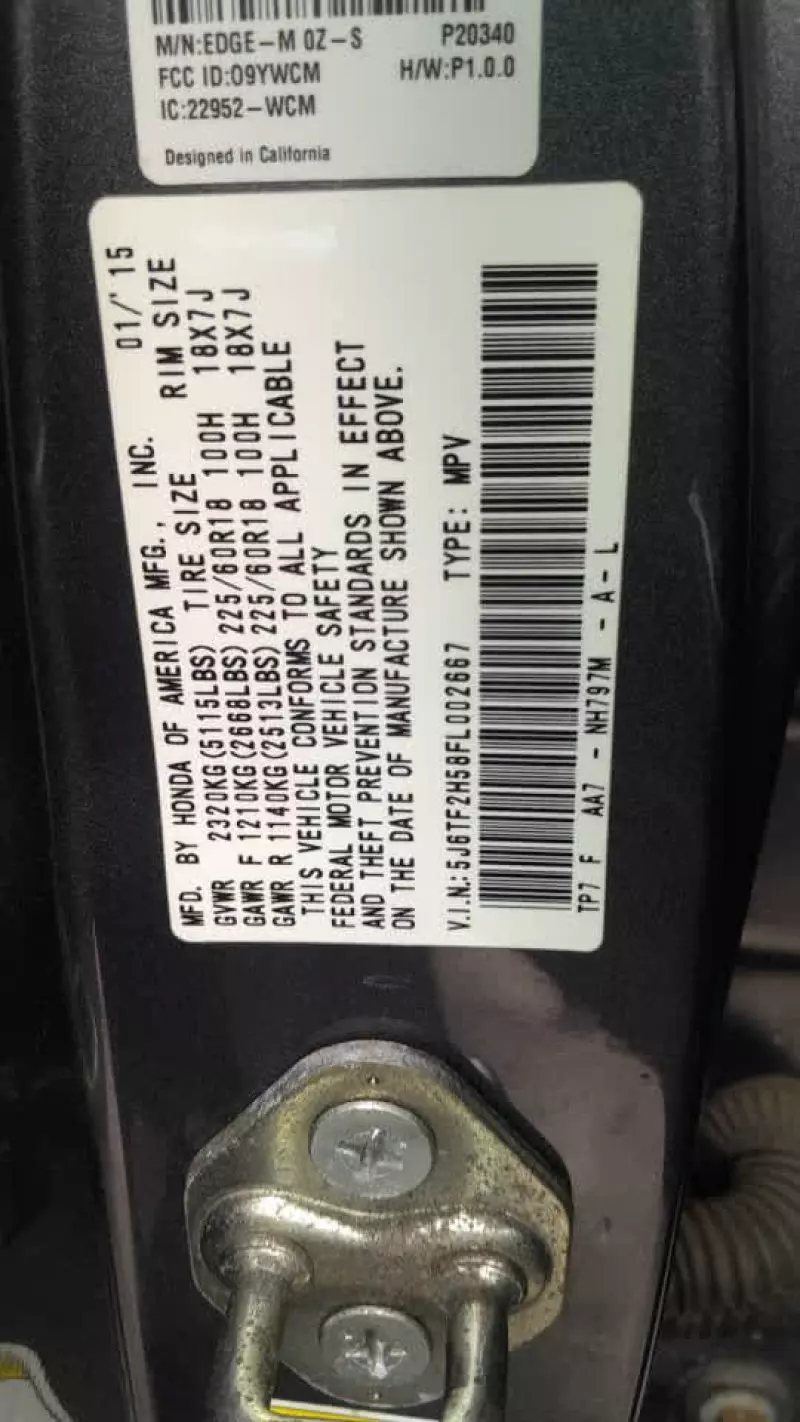 M/N:EDGE-M 0Z-S P20340
FCC ID:O9YWCM H/W:P1.0.0
IC:22952-WCM
Designed in California
MFD. BY HONDA OF AMERICA MFG., INC. 01/'15
GVWR 2320KG(5115LBS) TIRE SIZE RIM SIZE
GAWR F 1210KG(2668LBS) 225/60R18 100H 18X7J
GAWR R 1140KG(2513LBS) 225/60R18 100H 18X7J
THIS VEHICLE CONFORMS TO ALL APPLICABLE
FEDERAL MOTOR VEHICLE SAFETY
AND THEFT PREVENTION STANDARDS IN EFFECT
ON THE DATE OF MANUFACTURE SHOWN ABOVE.
V.I.N.:5J6TF2H58FL002667 TYPE: MPV
TP7 F AA7 - NH797M - A - L